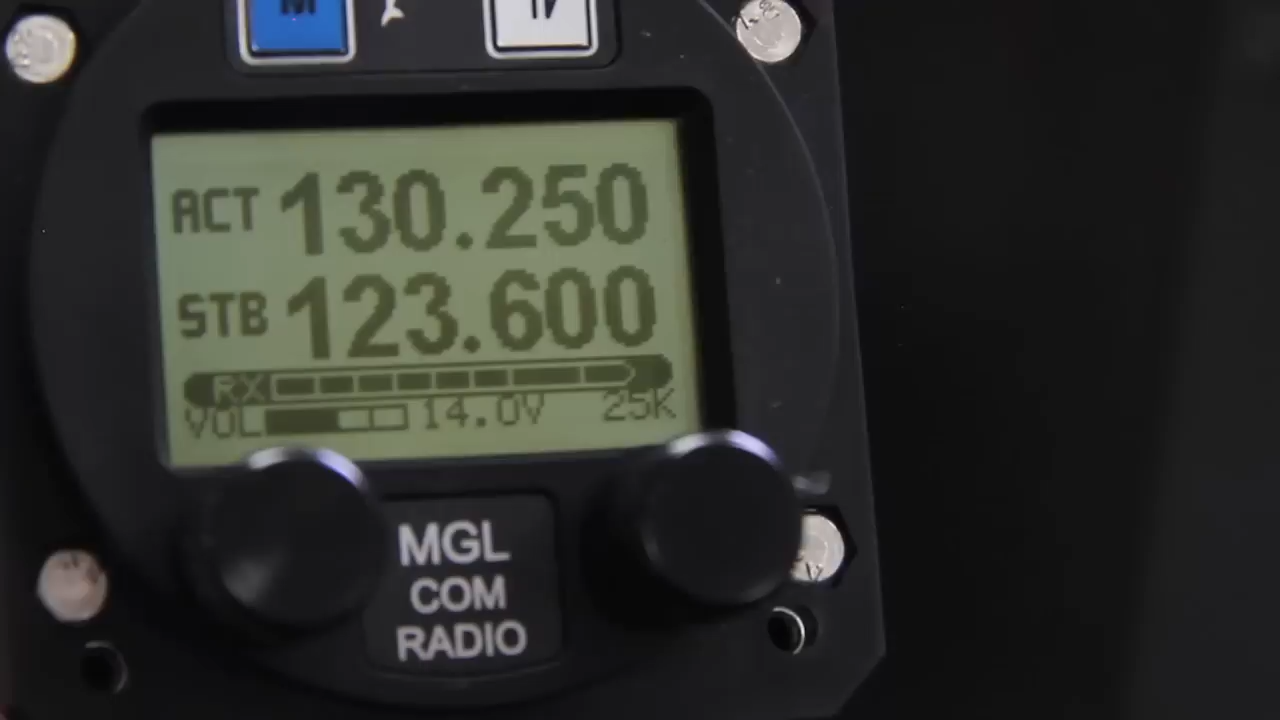 M
ACT 130.250
STB 123.600
RX
VOL 14.0V 25K
MGL
COM
RADIO